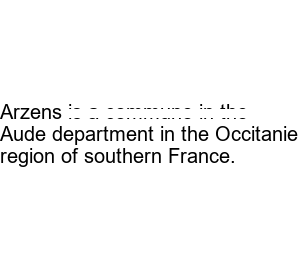 Arzens is a commune in the
Aude department in the Occitanie
region of southern France.